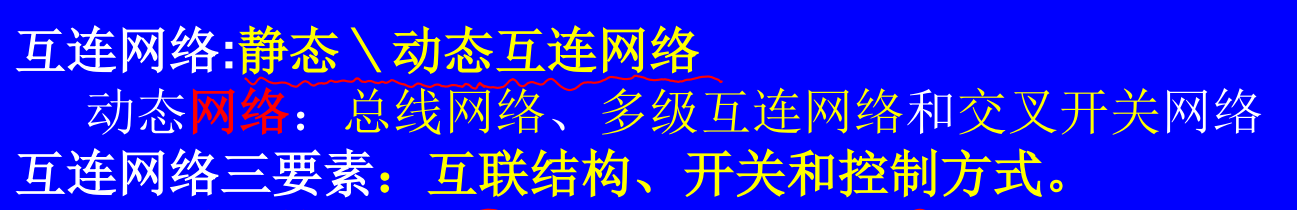 互连网络:静态＼动态互连网络
动态网络：总线网络、多级互连网络和交叉开关网络
互连网络三要素：互联结构、开关和控制方式。